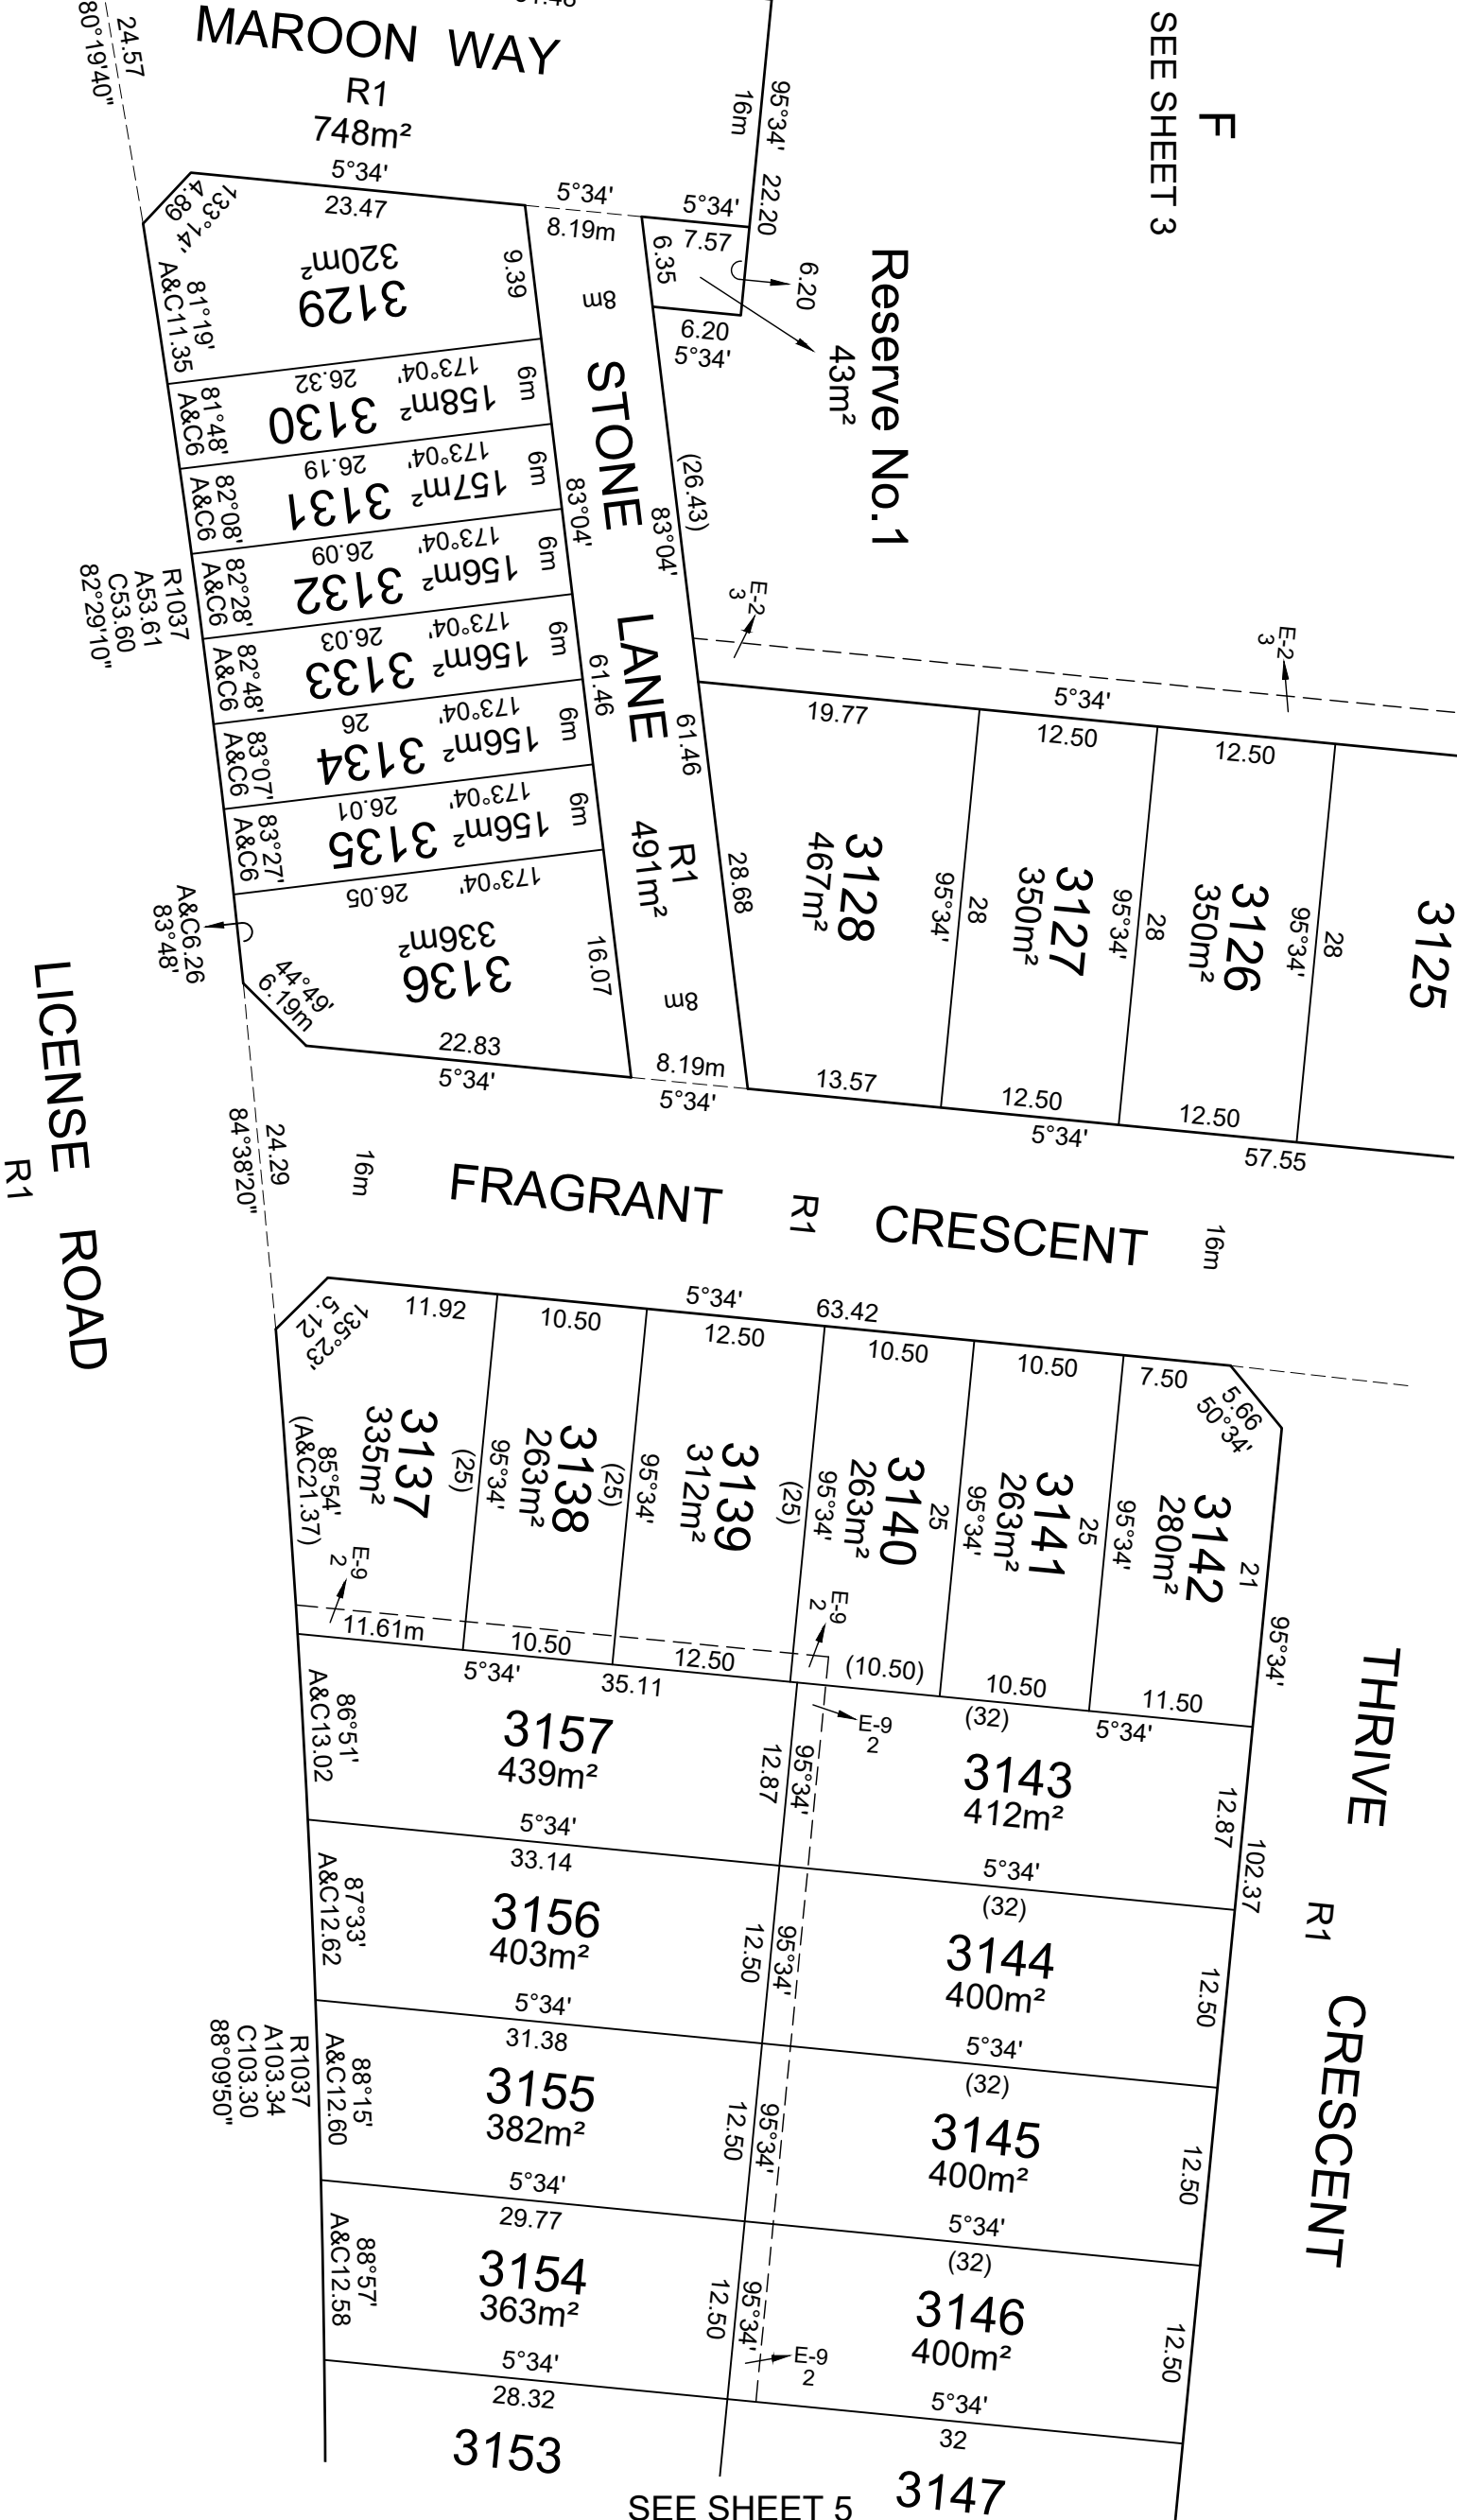 24.57
80°19'40"
MAROON WAY
R1
748m²
95°34'
16m
22.20
F
SEE SHEET 3
5°34'
23.47
5°34'
8.19m
5°34'
7.57
6.35
6.20
6.20
5°34'
43m²
Reserve No.1
133°14'
4.89
320m²
3129
9.39
81°19'
A&C11.35
8m
STONE LANE
R1
491m²
8m
173°04'
26.32
158m²
3130
6m
81°48'
A&C6
173°04'
26.19
157m²
3131
6m
82°08'
A&C6
173°04'
26.09
156m²
3132
6m
82°28'
A&C6
173°04'
26.03
156m²
3133
6m
82°48'
A&C6
173°04'
26
156m²
3134
6m
83°07'
A&C6
173°04'
26.01
156m²
3135
6m
83°27'
A&C6
173°04'
26.05
R1037
A53.61
C53.60
82°29'10"
83°04'
61.46
(26.43)
83°04'
61.46
28.68
E-2
3
E-2
3
336m²
3136
16.07
A&C6.26
83°48'
44°49'
6.19m
22.83
5°34'
8.19m
5°34'
5°34'
19.77
12.50
12.50
3128
467m²
95°34'
28
3127
350m²
95°34'
28
3126
350m²
95°34'
28
3125
13.57
12.50
12.50
5°34'
57.55
LICENSE ROAD
R1
24.29
84°38'20"
16m
FRAGRANT CRESCENT
R1
16m
5°34'
63.42
11.92
10.50
12.50
10.50
10.50
7.50
5.66
50°34'
135°23'
5.12
85°54'
(A&C21.37)
3137
335m²
(25)
95°34'
3138
263m²
(25)
95°34'
3139
312m²
(25)
95°34'
3140
263m²
25
95°34'
3141
263m²
25
95°34'
3142
280m²
21
95°34'
E-9
2
E-9
2
11.61m
10.50
12.50
(10.50)
10.50
11.50
5°34'
35.11
(32)
5°34'
E-9
2
86°51'
A&C13.02
3157
439m²
12.87
95°34'
3143
412m²
12.87
102.37
THRIVE CRESCENT
R1
5°34'
33.14
5°34'
(32)
87°33'
A&C12.62
3156
403m²
12.50
95°34'
3144
400m²
12.50
5°34'
31.38
5°34'
(32)
R1037
A103.34
C103.30
88°09'50"
88°15'
A&C12.60
3155
382m²
12.50
95°34'
3145
400m²
12.50
5°34'
29.77
5°34'
(32)
88°57'
A&C12.58
3154
363m²
12.50
95°34'
3146
400m²
12.50
E-9
2
5°34'
28.32
5°34'
32
3153
3147
SEE SHEET 5